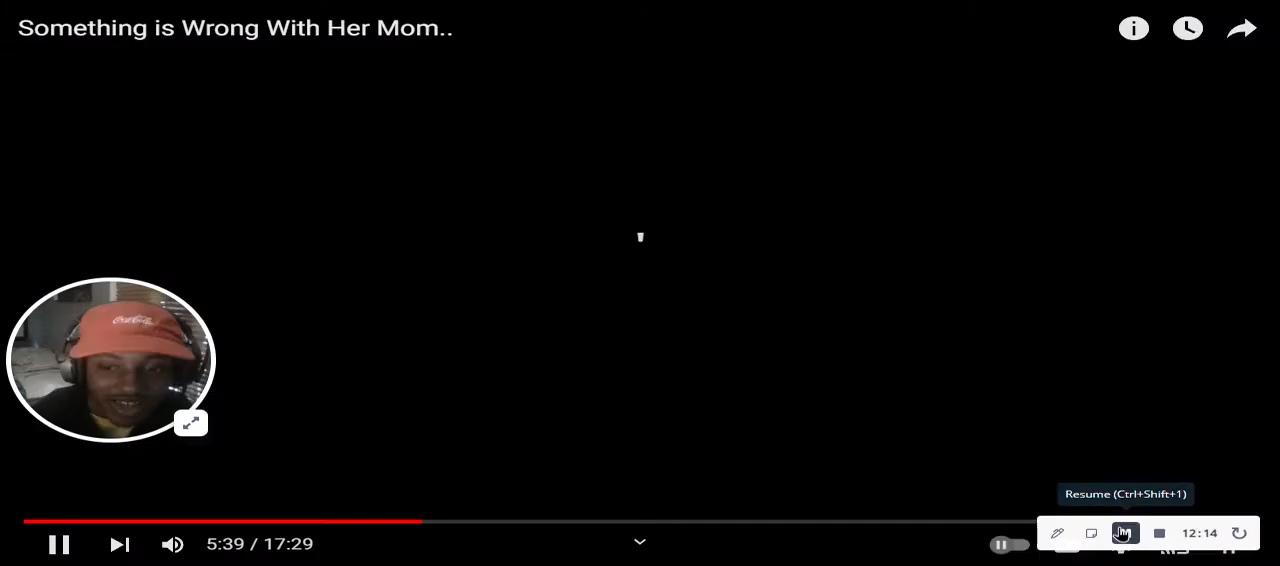 Something is Wrong With Her Mom..
Coca-Cola
Resume (Ctrl+Shift+1)
5:39 / 17:29
12:14